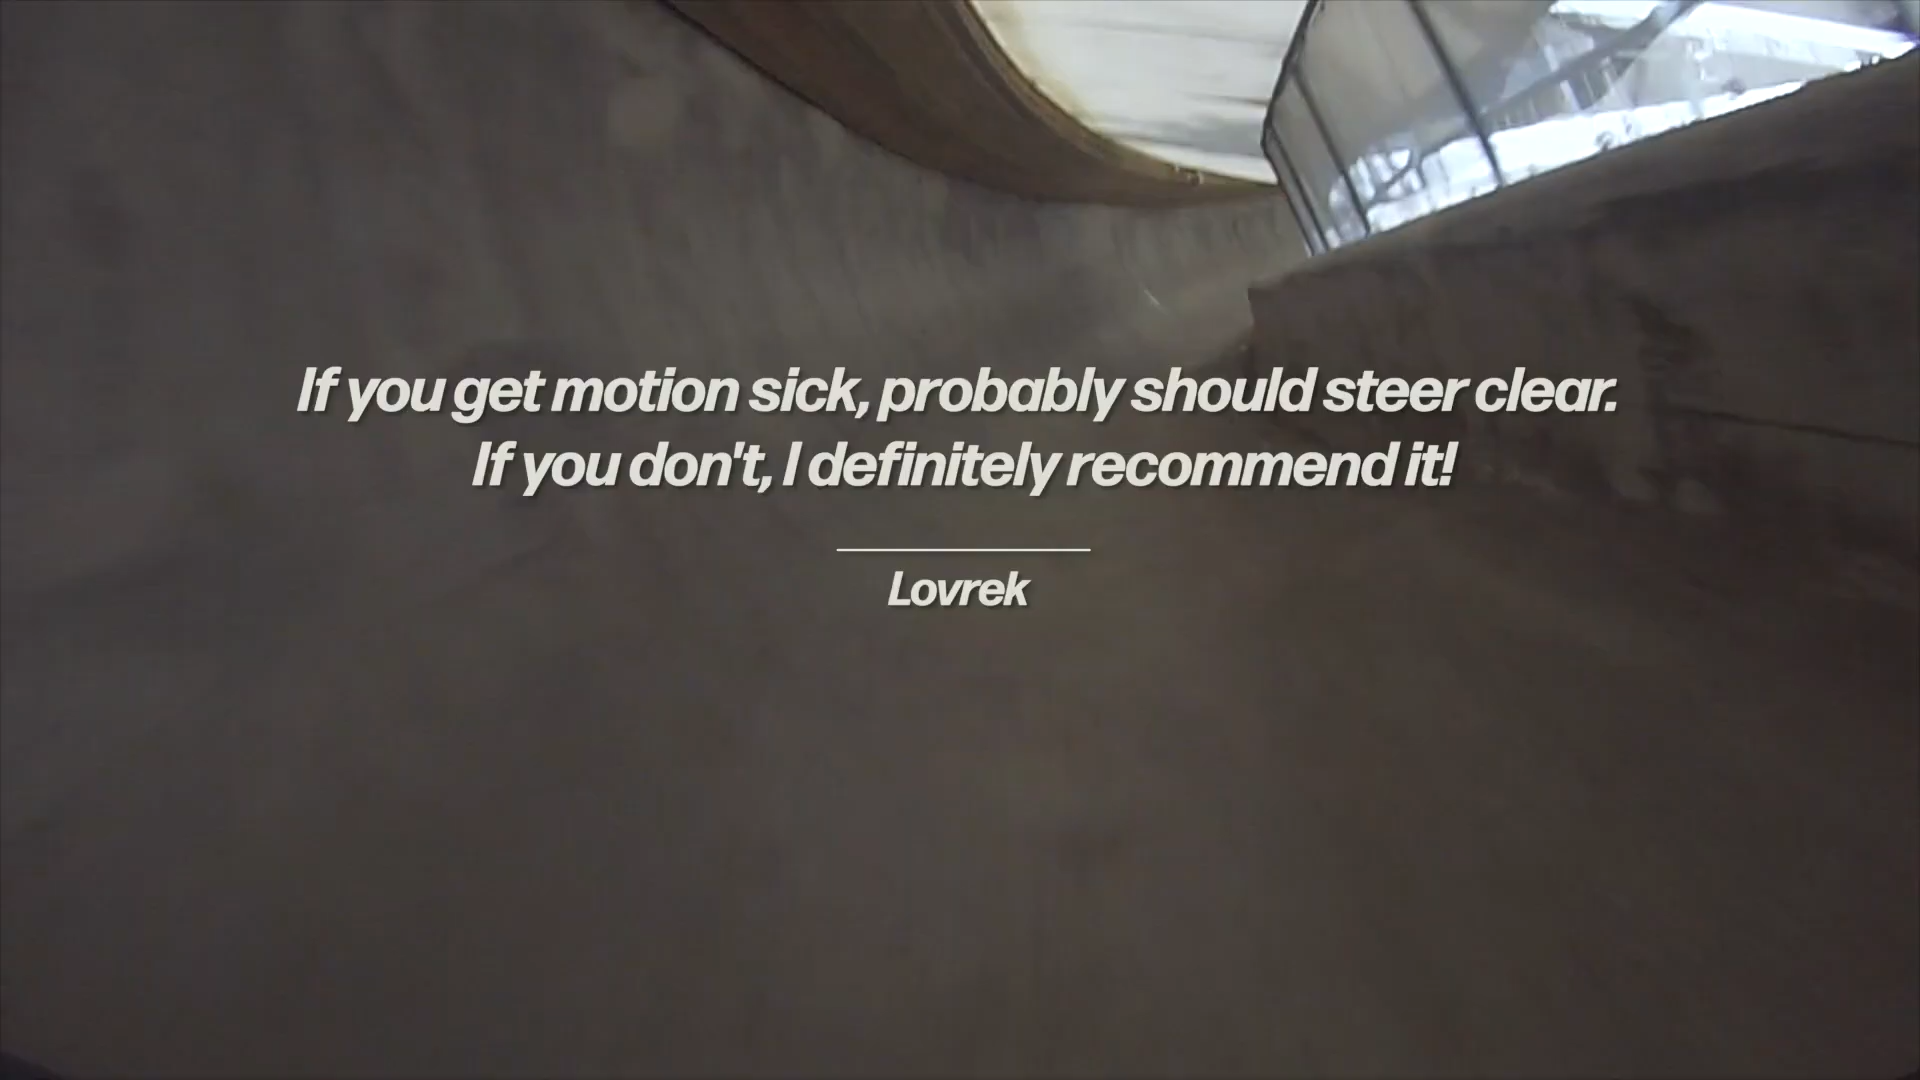 If you get motion sick, probably should steer clear.
If you don't, I definitely recommend it!
Lovrek